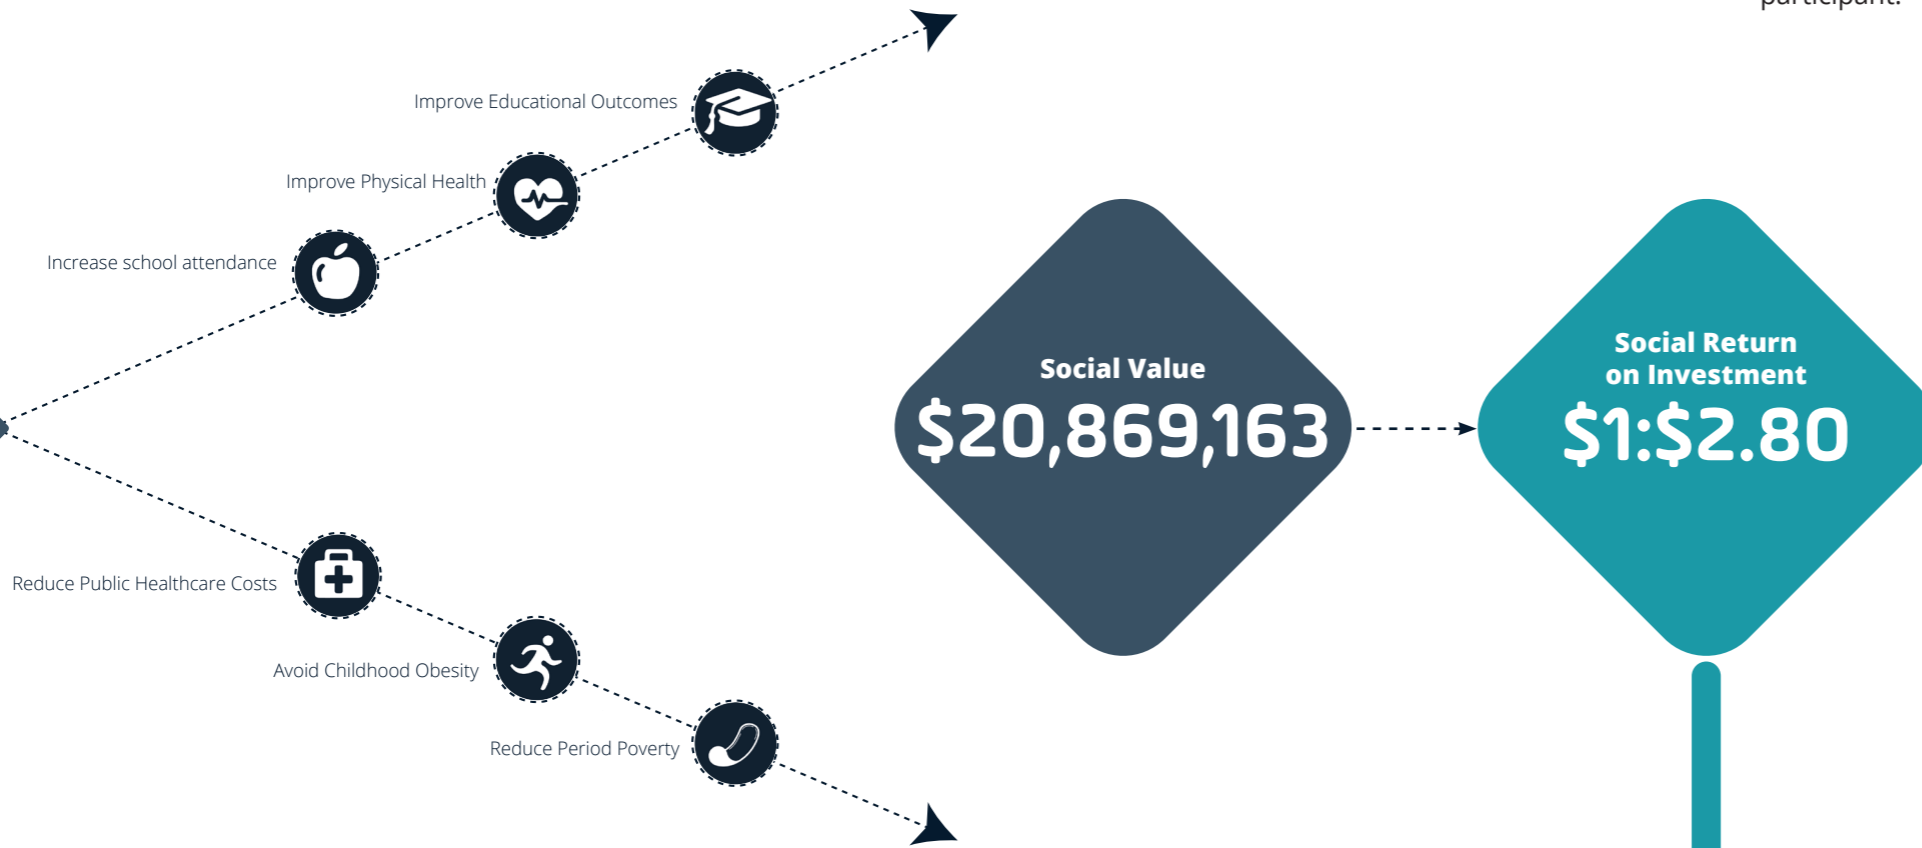 participant.
Improve Educational Outcomes
Improve Physical Health
Increase school attendance
Social Value
$20,869,163
Social Return
on Investment
$1:$2.80
Reduce Public Healthcare Costs
Avoid Childhood Obesity
Reduce Period Poverty